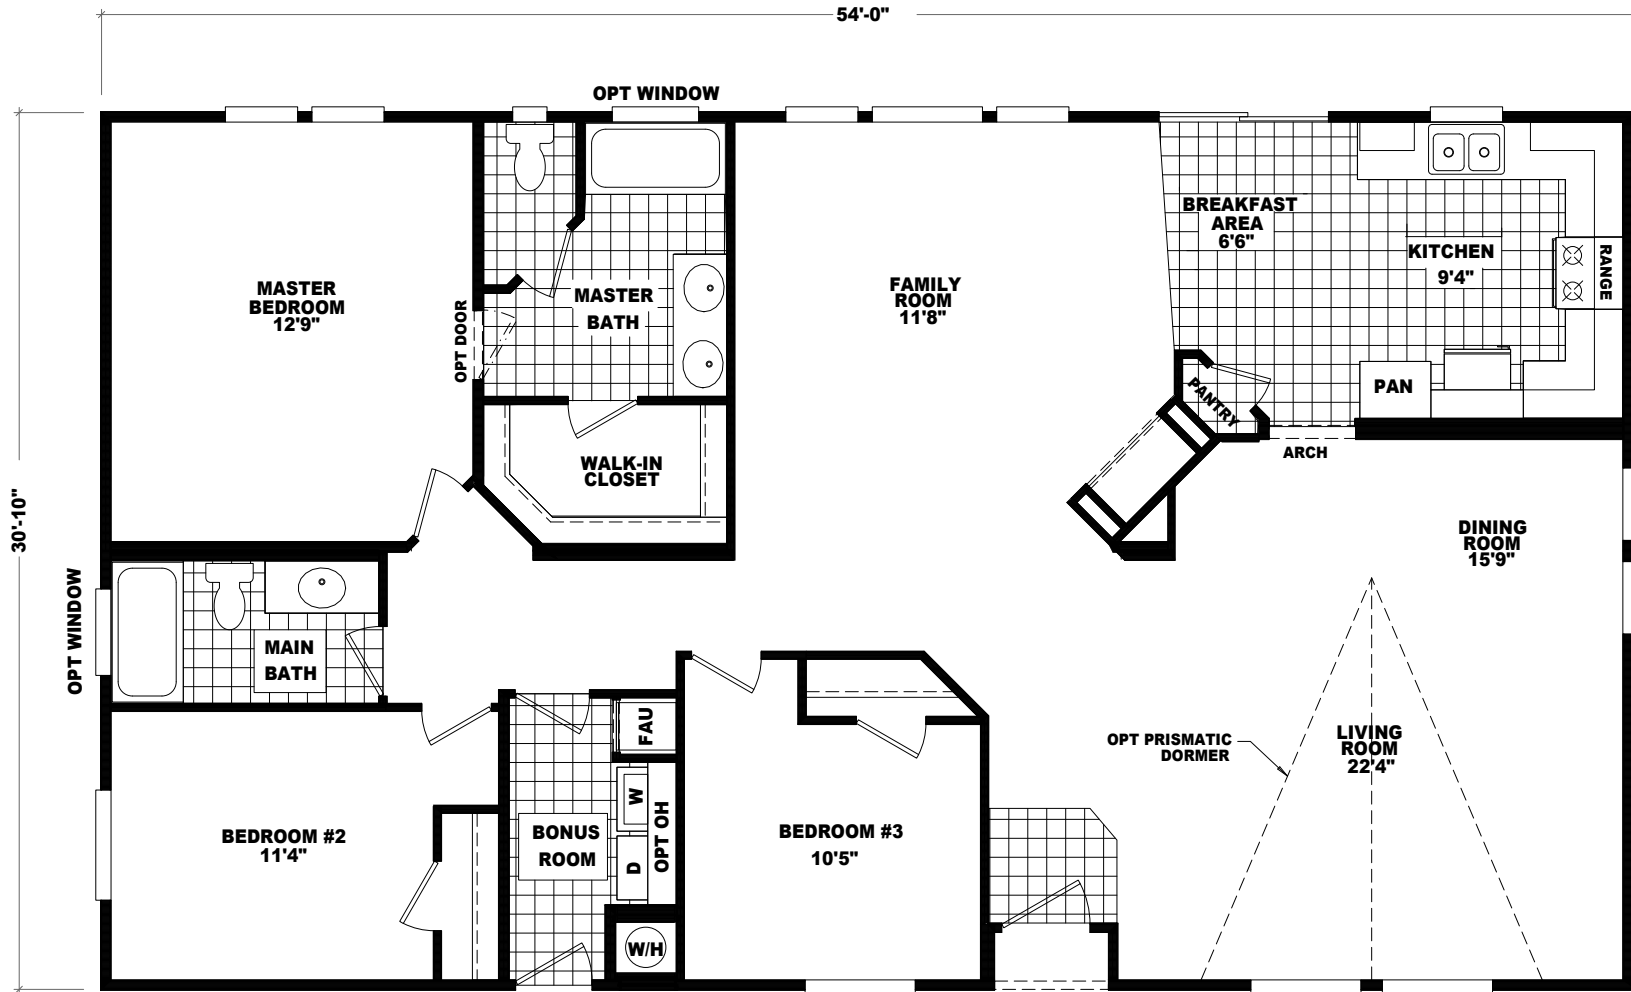 54'-0"
OPT WINDOW
BREAKFAST
AREA
6'6"
KITCHEN
9'4"
RANGE
MASTER
BEDROOM
12'9"
OPT DOOR
MASTER
BATH
FAMILY
ROOM
11'8"
PAN
PANTRY
ARCH
WALK-IN
CLOSET
30'-10"
DINING
ROOM
15'9"
OPT WINDOW
MAIN
BATH
FAU
OPT PRISMATIC
DORMER
LIVING
ROOM
22'4"
W
OPT OH
BEDROOM #2
11'4"
BONUS
ROOM
D
BEDROOM #3
10'5"
W/H